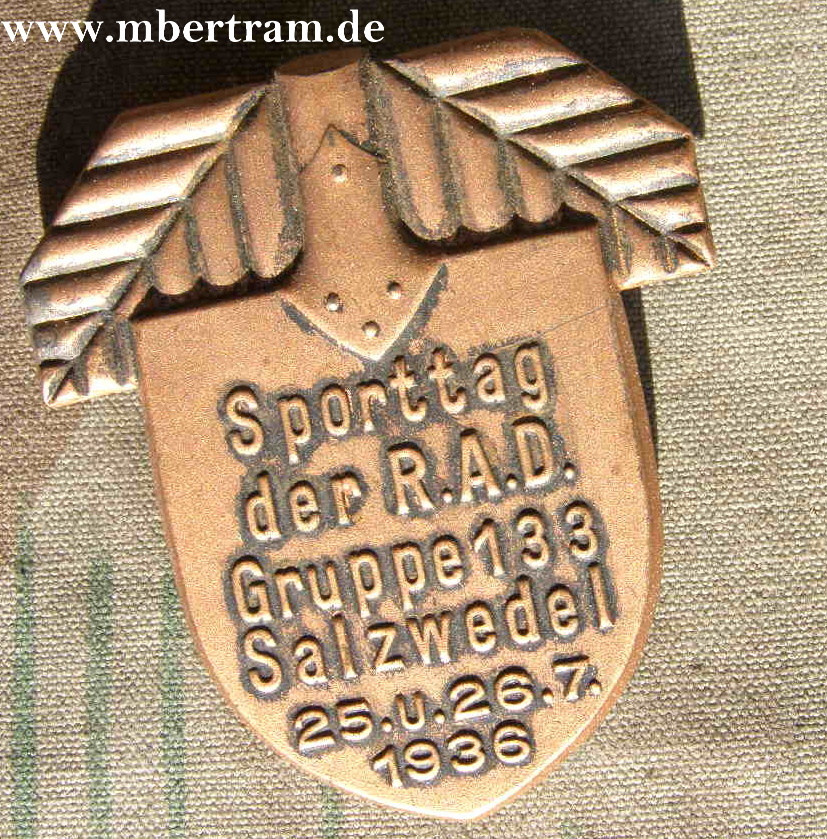 www.mbertram.de
Sporttag
der R.A.D.
Gruppe 133
Salzwedel
25.u.26.7.
1936